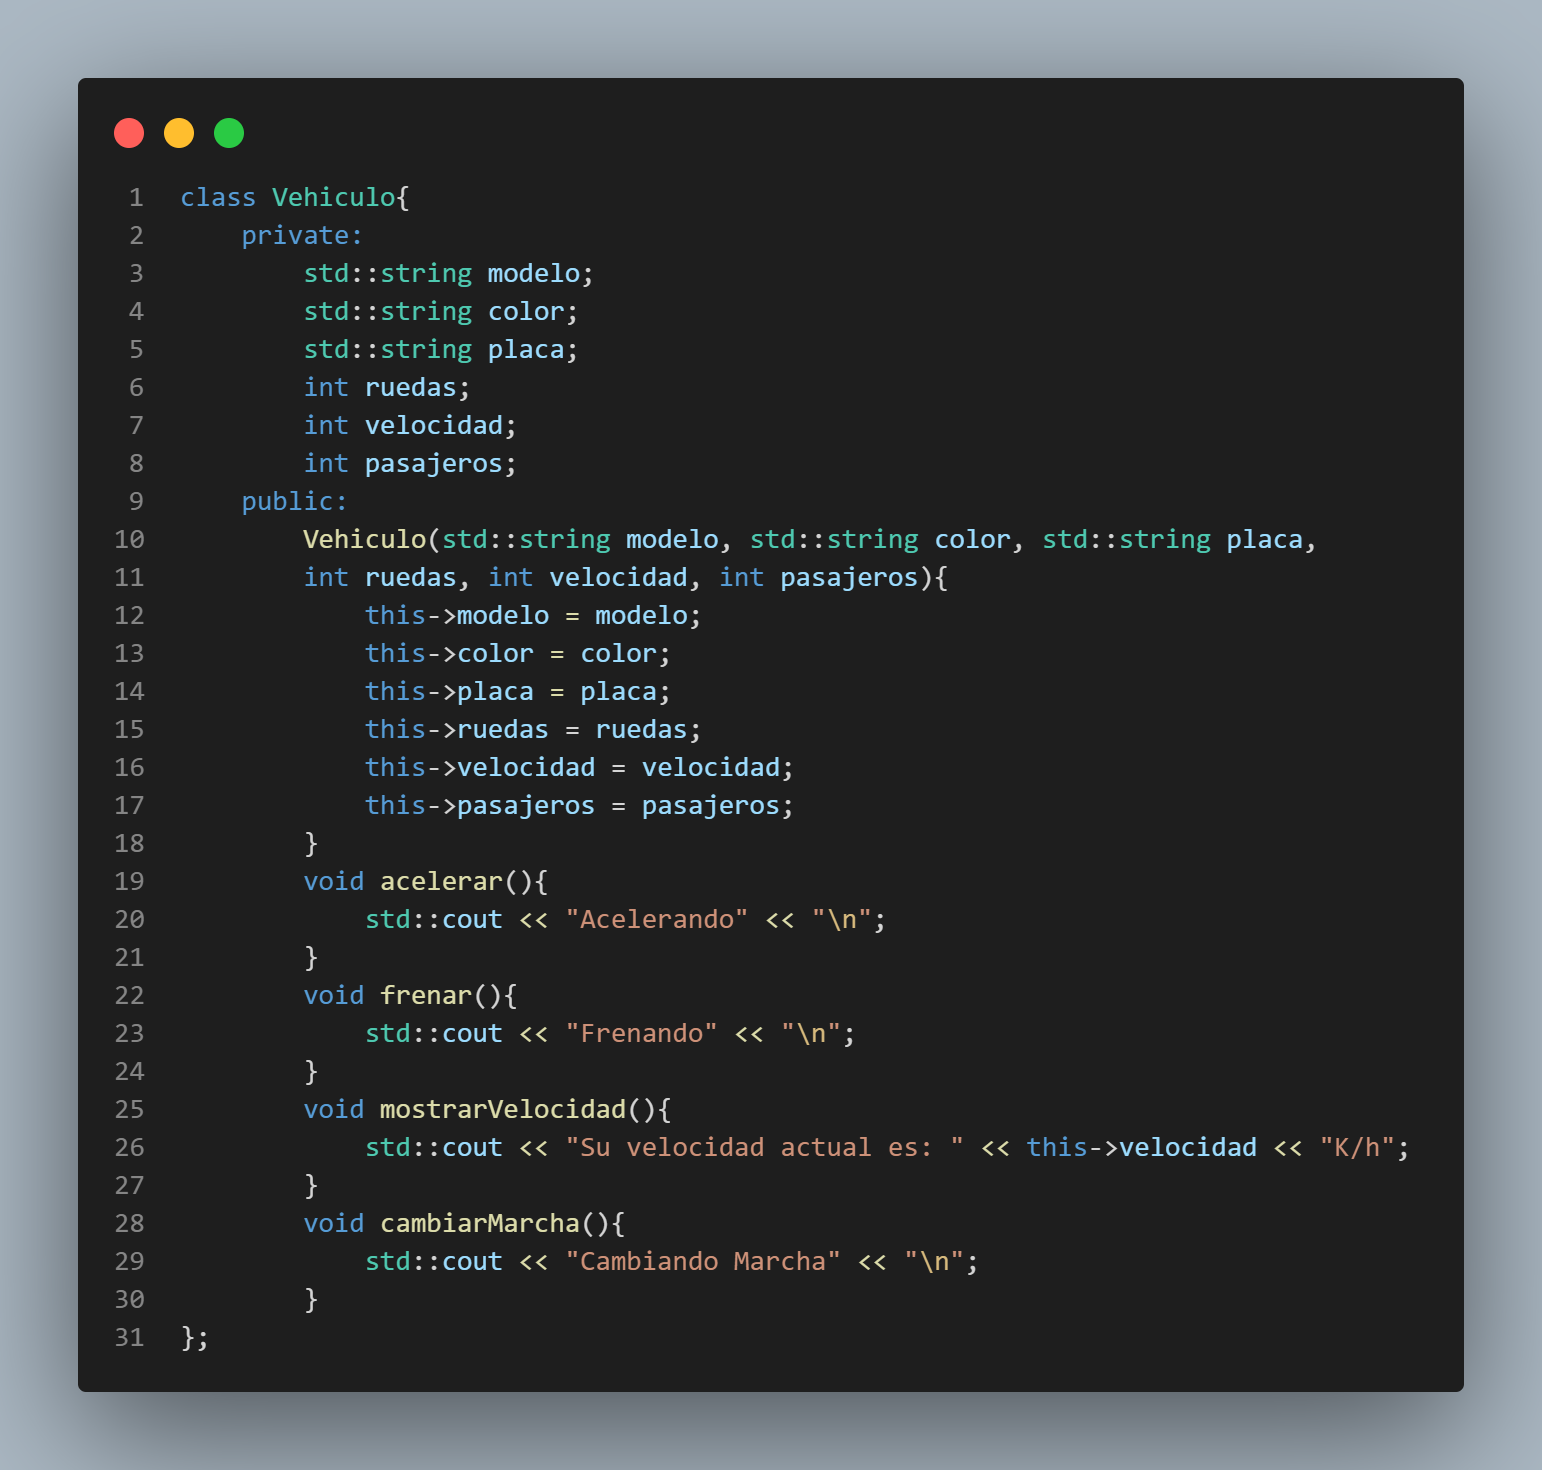 1 class Vehiculo{
2     private:
3         std::string modelo;
4         std::string color;
5         std::string placa;
6         int ruedas;
7         int velocidad;
8         int pasajeros;
9     public:
10         Vehiculo(std::string modelo, std::string color, std::string placa,
11         int ruedas, int velocidad, int pasajeros){
12             this->modelo = modelo;
13             this->color = color;
14             this->placa = placa;
15             this->ruedas = ruedas;
16             this->velocidad = velocidad;
17             this->pasajeros = pasajeros;
18         }
19         void acelerar(){
20             std::cout << "Acelerando" << "\n";
21         }
22         void frenar(){
23             std::cout << "Frenando" << "\n";
24         }
25         void mostrarVelocidad(){
26             std::cout << "Su velocidad actual es: " << this->velocidad << "K/h";
27         }
28         void cambiarMarcha(){
29             std::cout << "Cambiando Marcha" << "\n";
30         }
31 };